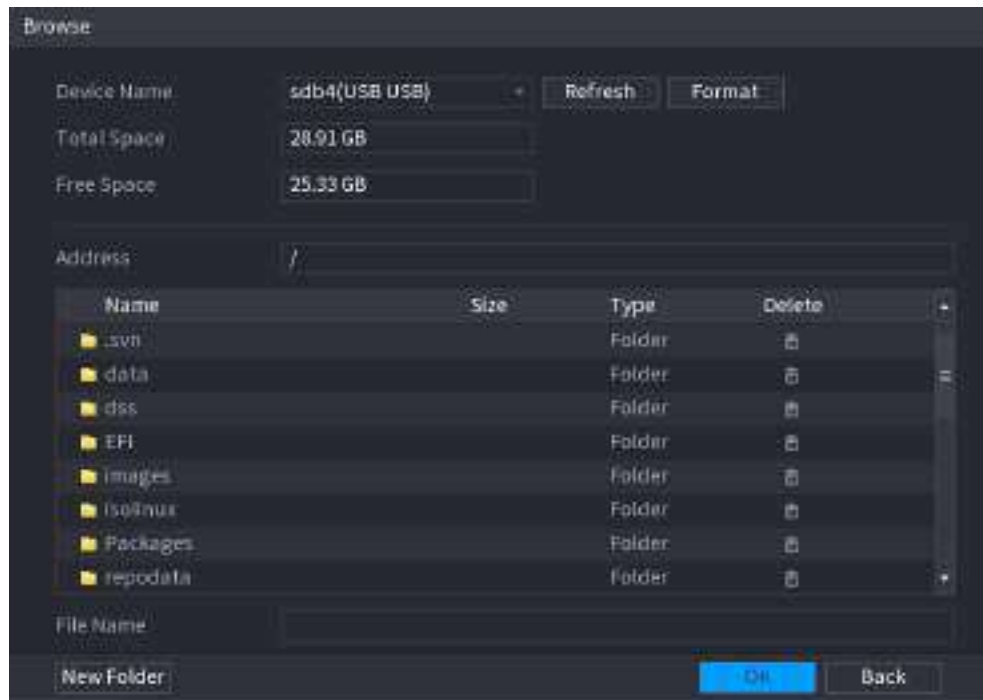 Browse
Device Name sdb4(USB USB) Refresh Format
Total Space 28.91 GB
Free Space 25.33 GB
Address /
Name Size Type Delete
.svn Folder
data Folder
dss Folder
EFI Folder
images Folder
isolinux Folder
Packages Folder
repodata Folder
File Name
New Folder OK Back